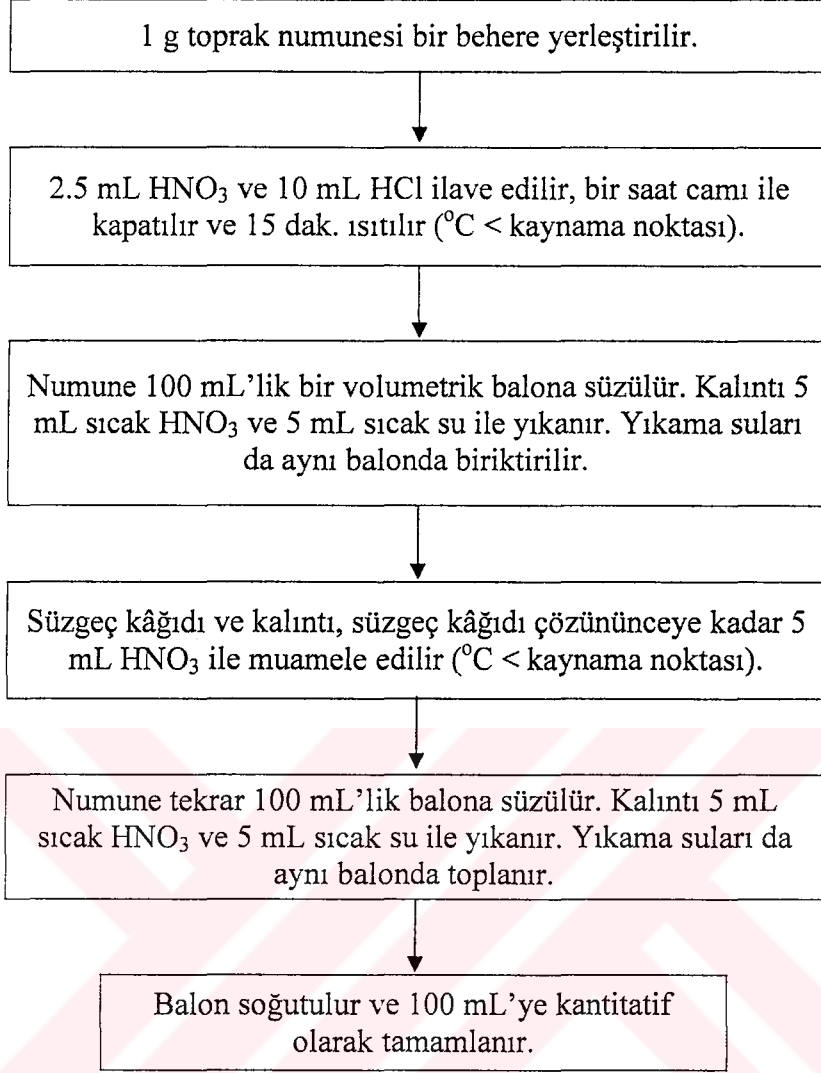 1 g toprak numunesi bir behere yerleştirilir.
2.5 mL HNO₃ ve 10 mL HCl ilave edilir, bir saat camı ile
kapatılır ve 15 dak. ısıtılır (°C < kaynama noktası).
Numune 100 mL’lik bir volumetrik balona süzülür. Kalıntı 5
mL sıcak HNO₃ ve 5 mL sıcak su ile yıkanır. Yıkama suları
da aynı balonda biriktirilir.
Süzgeç kâğıdı ve kalıntı, süzgeç kâğıdı çözününceye kadar 5
mL HNO₃ ile muamele edilir (°C < kaynama noktası).
Numune tekrar 100 mL’lik balona süzülür. Kalıntı 5 mL
sıcak HNO₃ ve 5 mL sıcak su ile yıkanır. Yıkama suları da
aynı balonda toplanır.
Balon soğutulur ve 100 mL’ye kantitatif
olarak tamamlanır.